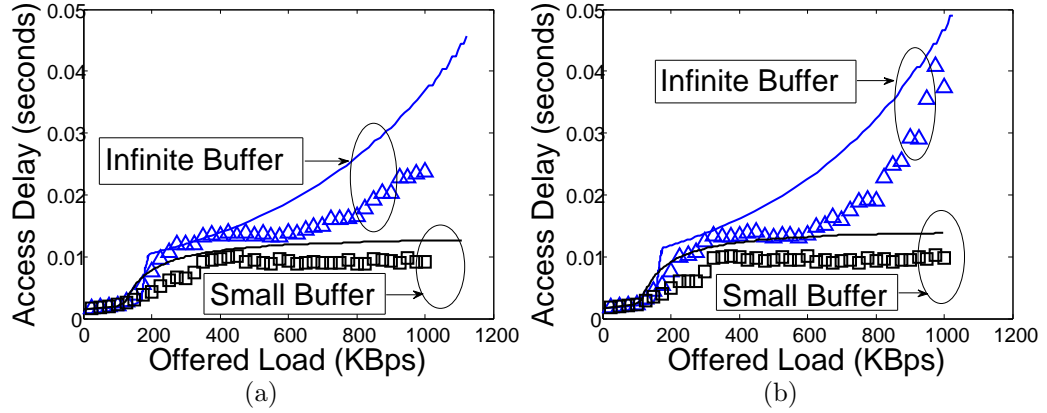 0.05
0.04
0.03
0.02
0.01
0
Access Delay (seconds)
Infinite Buffer
Small Buffer
0 200 400 600 800 1000 1200
Offered Load (KBps)
(a)
0.05
0.04
0.03
0.02
0.01
0
Access Delay (seconds)
Infinite Buffer
Small Buffer
0 200 400 600 800 1000 1200
Offered Load (KBps)
(b)